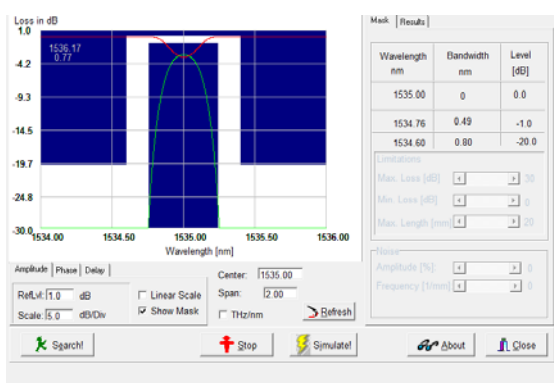 Loss in dB
1.0
-4.2
-9.3
-14.5
-19.7
-24.8
-30.0
1536.17
0.77
1534.00 1534.50 1535.00 1535.50 1536.00
Wavelength [nm]
Amplitude Phase Delay
RefLvl: 1.0 dB
Scale: 5.0 dB/Div
Linear Scale
Show Mask
Center: 1535.00
Span: 2.00
THz/nm
Refresh
Mask Results
Wavelength nm Bandwidth nm Level [dB]
1535.00 0 0.0
1534.76 0.49 -1.0
1534.60 0.80 -20.0
Limitations
Max. Loss [dB] 30
Min. Loss [dB] 0
Max. Length [mm] 20
Noise
Amplitude [%] 0
Frequency [1/mm] 0
Search!
Stop
Simulate!
About
Close